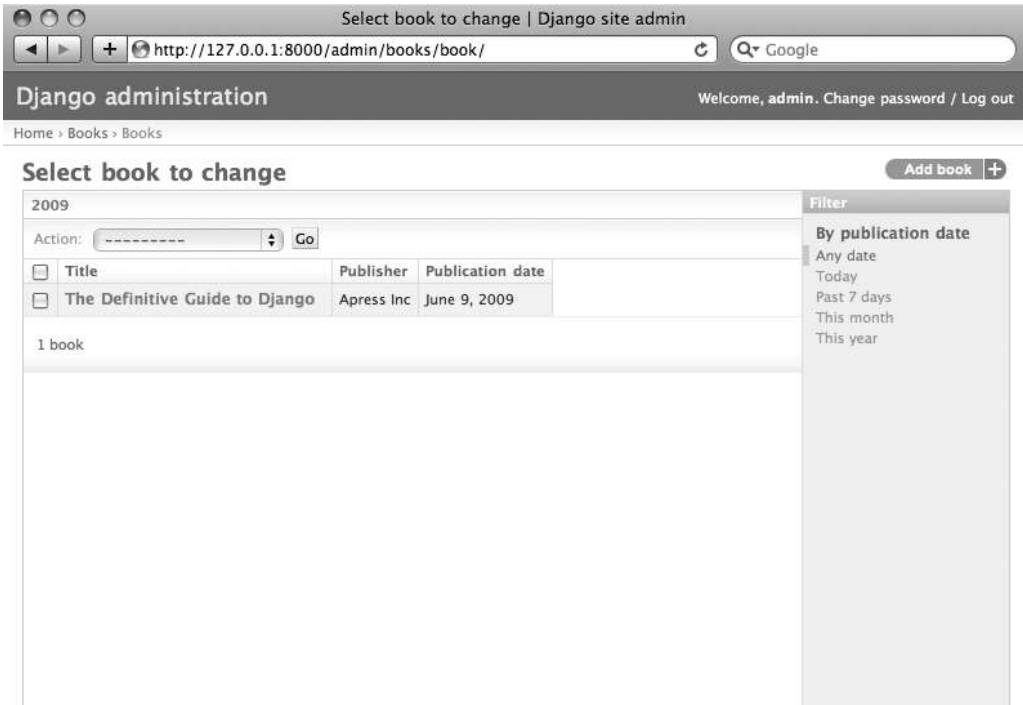 Select book to change | Django site admin
http://127.0.0.1:8000/admin/books/book/
Google
Django administration
Welcome, admin. Change password / Log out
Home › Books › Books
Select book to change
Add book +
2009
Filter
Action: --------- Go
By publication date
Any date
Today
Past 7 days
This month
This year
Title Publisher Publication date
The Definitive Guide to Django Apress Inc June 9, 2009
1 book